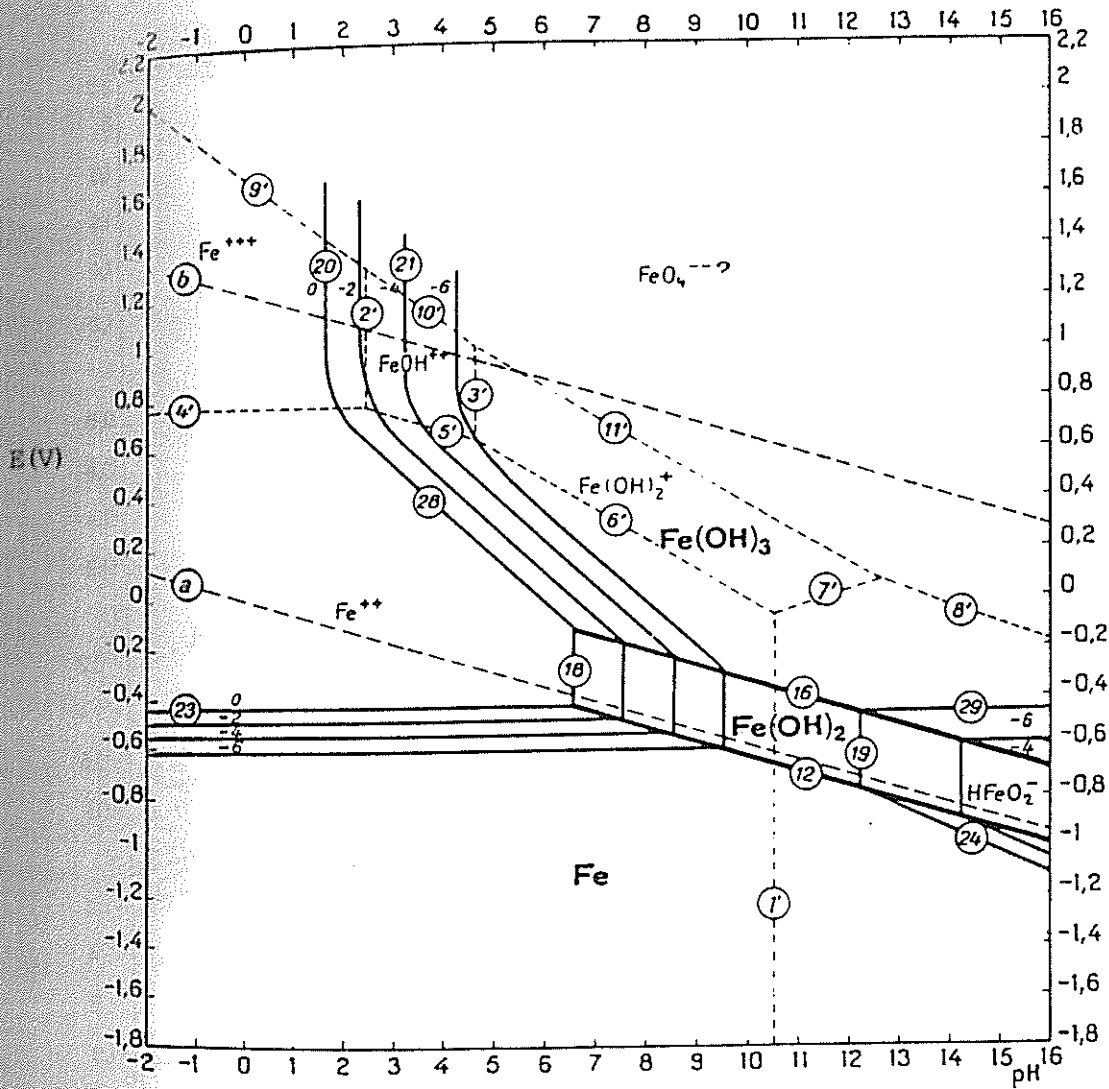 -2 -1 0 1 2 3 4 5 6 7 8 9 10 11 12 13 14 15 16
2,2 2,2
2 2
1,8 1,8
9'
1,6 1,6
Fe+++
1,4 1,4
20 21 FeO4---?
b
0 -2 -4 -6
1,2 1,2
2' 10'
1 1
FeOH++
3'
0,8 0,8
4'
5' 11'
0,6 0,6
E(V)
Fe(OH)2+
28
0,4 0,4
6'
Fe(OH)3
0,2 0,2
a
7'
0 0
Fe++ 8'
-0,2 -0,2
18
-0,4 -0,4
16
23 0 29
-2 -6
-4 Fe(OH)2
-0,6 -0,6
-6 19 -4
12
-0,8 HFeO2- -0,8
24
-1 -1
Fe
-1,2 -1,2
1'
-1,4 -1,4
-1,6 -1,6
-1,8 -1,8
-2 -1 0 1 2 3 4 5 6 7 8 9 10 11 12 13 14 15 16
pH